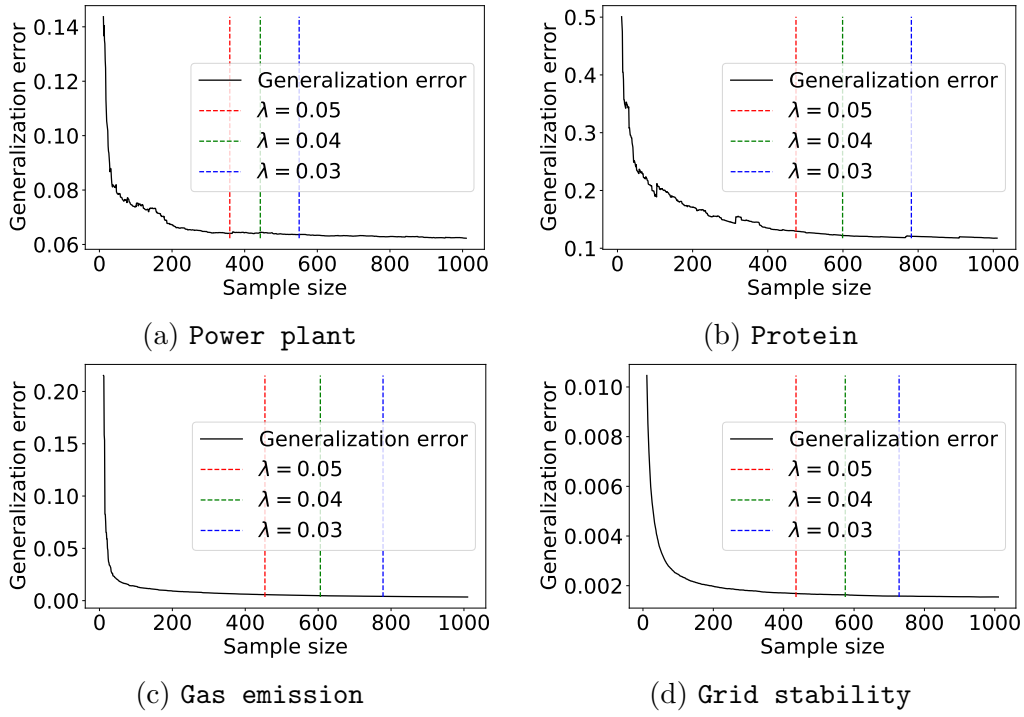 0.14
0.12
0.10
0.08
0.06
Generalization error
Generalization error
λ = 0.05
λ = 0.04
λ = 0.03
0 200 400 600 800 1000
Sample size
(a) Power plant
0.5
0.4
0.3
0.2
0.1
Generalization error
Generalization error
λ = 0.05
λ = 0.04
λ = 0.03
0 200 400 600 800 1000
Sample size
(b) Protein
0.20
0.15
0.10
0.05
0.00
Generalization error
Generalization error
λ = 0.05
λ = 0.04
λ = 0.03
0 200 400 600 800 1000
Sample size
(c) Gas emission
0.010
0.008
0.006
0.004
0.002
Generalization error
Generalization error
λ = 0.05
λ = 0.04
λ = 0.03
0 200 400 600 800 1000
Sample size
(d) Grid stability